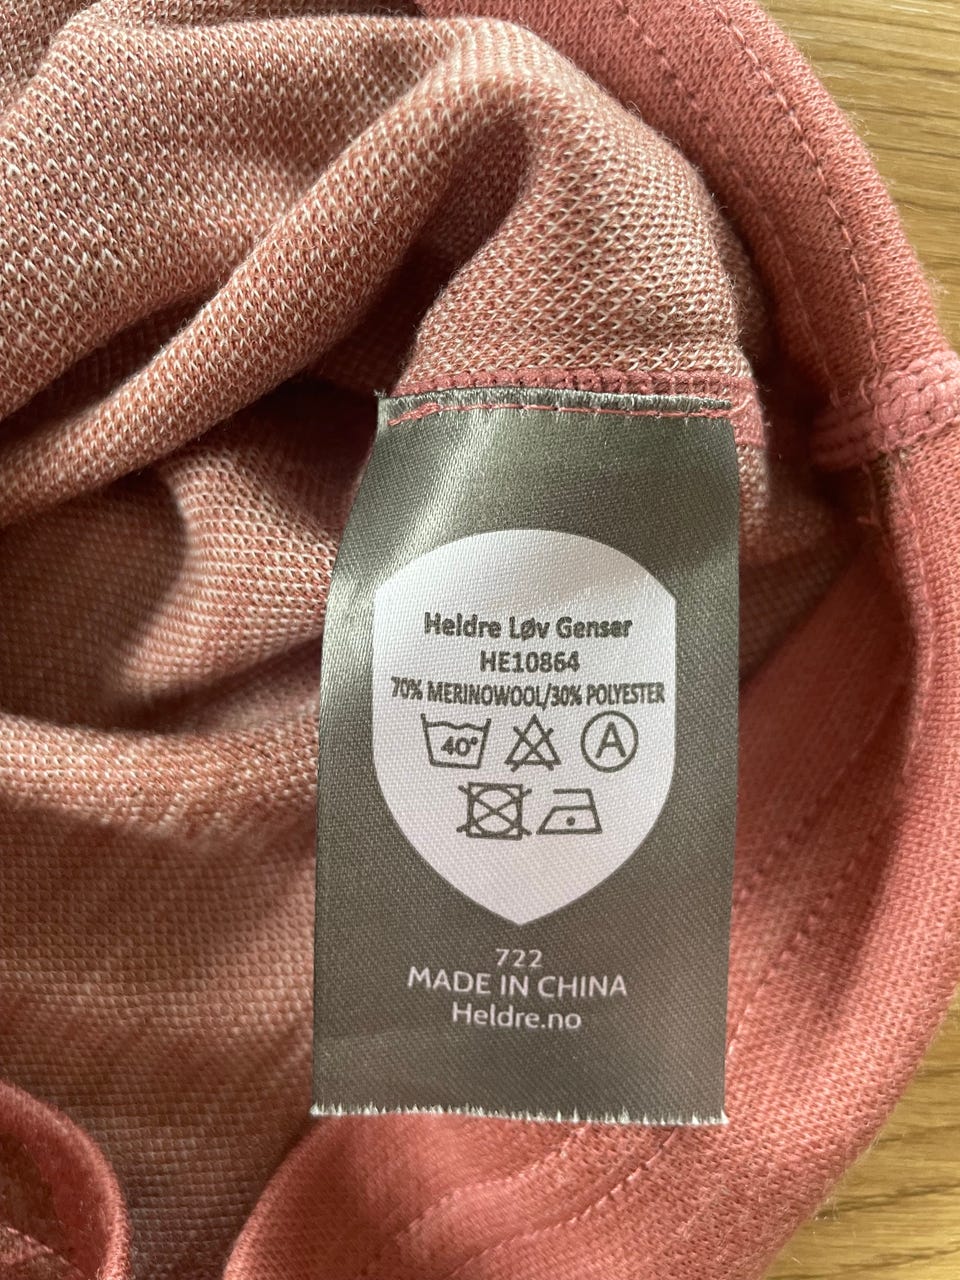 Heldre Løv Genser
HE10864
70% MERINOWOOL/30% POLYESTER
40°
A
722
MADE IN CHINA
Heldre.no